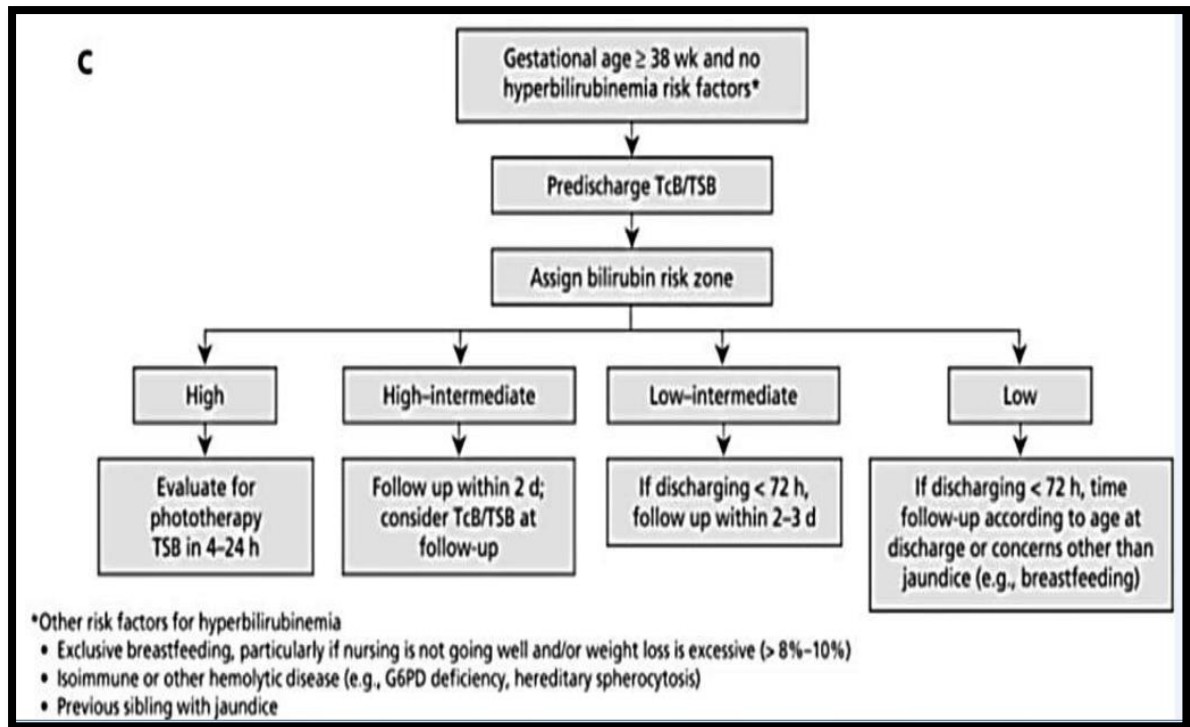 C
Gestational age ≥ 38 wk and no
hyperbilirubinemia risk factors*
Predischarge TcB/TSB
Assign bilirubin risk zone
High
High–intermediate
Low–intermediate
Low
Evaluate for
phototherapy
TSB in 4–24 h
Follow up within 2 d;
consider TcB/TSB at
follow-up
If discharging < 72 h,
follow up within 2–3 d
If discharging < 72 h, time
follow-up according to age at
discharge or concerns other than
jaundice (e.g., breastfeeding)
*Other risk factors for hyperbilirubinemia
• Exclusive breastfeeding, particularly if nursing is not going well and/or weight loss is excessive (> 8%–10%)
• Isoimmune or other hemolytic disease (e.g., G6PD deficiency, hereditary spherocytosis)
• Previous sibling with jaundice